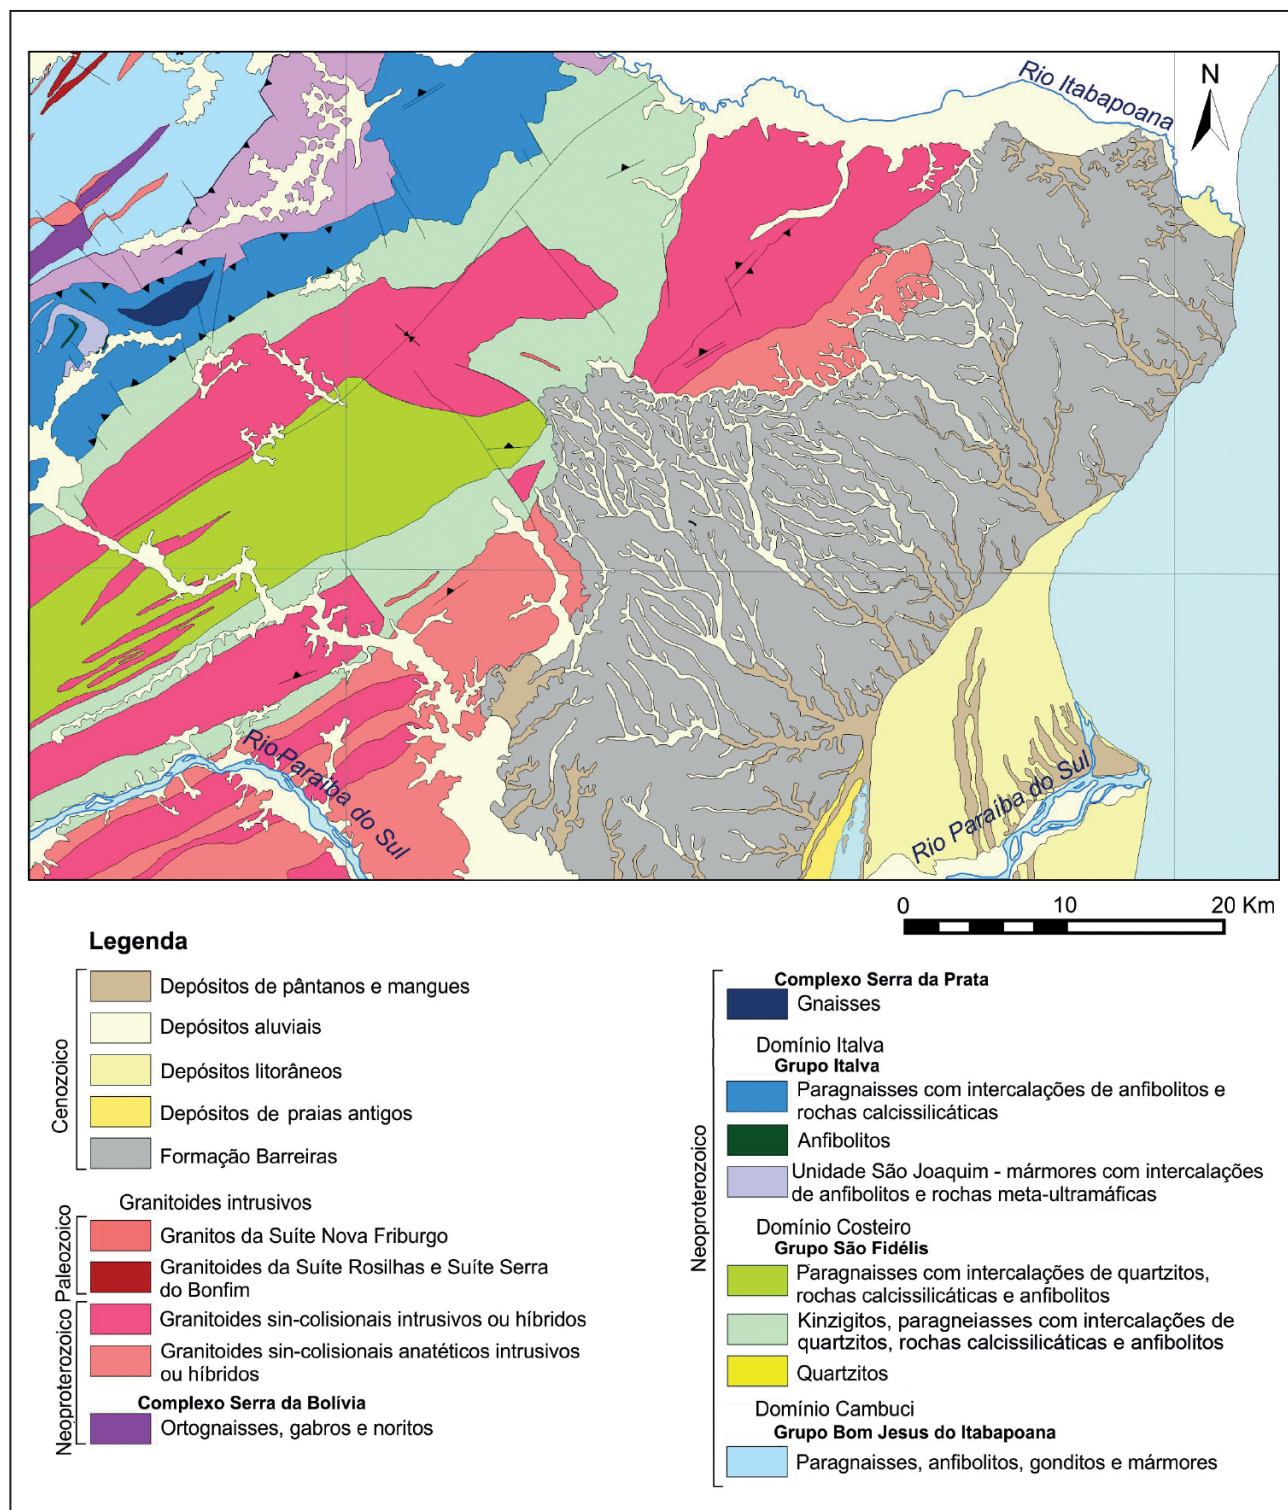 Rio Itabapoana
N
Rio Paraíba do Sul
Rio Paraíba do Sul
0 10 20 Km
Legenda
Cenozoico
Depósitos de pântanos e mangues
Depósitos aluviais
Depósitos litorâneos
Depósitos de praias antigos
Formação Barreiras
Granitoides intrusivos
Paleozoico
Granitos da Suíte Nova Friburgo
Granitoides da Suíte Rosilhas e Suíte Serra
do Bonfim
Neoproterozoico
Granitoides sin-colisionais intrusivos ou híbridos
Granitoides sin-colisionais anatéticos intrusivos
ou híbridos
Complexo Serra da Bolívia
Ortognaisses, gabros e noritos
Neoproterozoico
Complexo Serra da Prata
Gnaisses
Domínio Italva
Grupo Italva
Paragnaisses com intercalações de anfibolitos e
rochas calcissilicáticas
Anfibolitos
Unidade São Joaquim - mármores com intercalações
de anfibolitos e rochas meta-ultramáficas
Domínio Costeiro
Grupo São Fidélis
Paragnaisses com intercalações de quartzitos,
rochas calcissilicáticas e anfibolitos
Kinzigitos, paragneiasses com intercalações de
quartzitos, rochas calcissilicáticas e anfibolitos
Quartzitos
Domínio Cambuci
Grupo Bom Jesus do Itabapoana
Paragnaisses, anfibolitos, gonditos e mármores